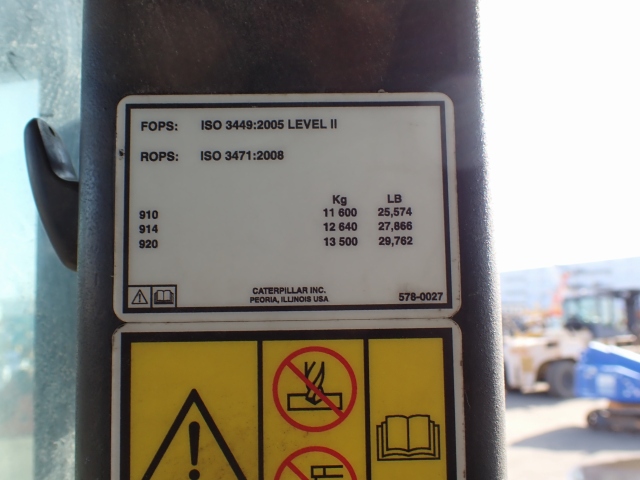 FOPS: ISO 3449:2005 LEVEL II
ROPS: ISO 3471:2008
Kg LB
910 11 600 25,574
914 12 640 27,866
920 13 500 29,762
CATERPILLAR INC.
PEORIA, ILLINOIS USA 578-0027